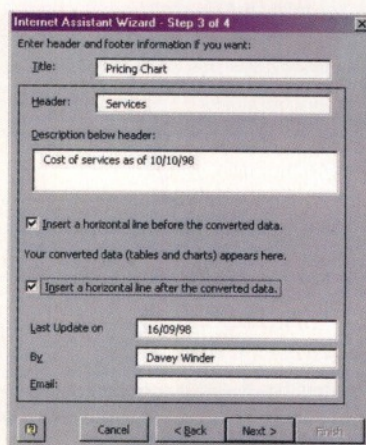 Internet Assistant Wizard - Step 3 of 4
Enter header and footer information if you want:
Title: Pricing Chart
Header: Services
Description below header:
Cost of services as of 10/10/98
Insert a horizontal line before the converted data.
Your converted data (tables and charts) appears here.
Insert a horizontal line after the converted data.
Last Update on 16/09/98
By Davey Winder
Email:
Cancel < Back Next > Finish